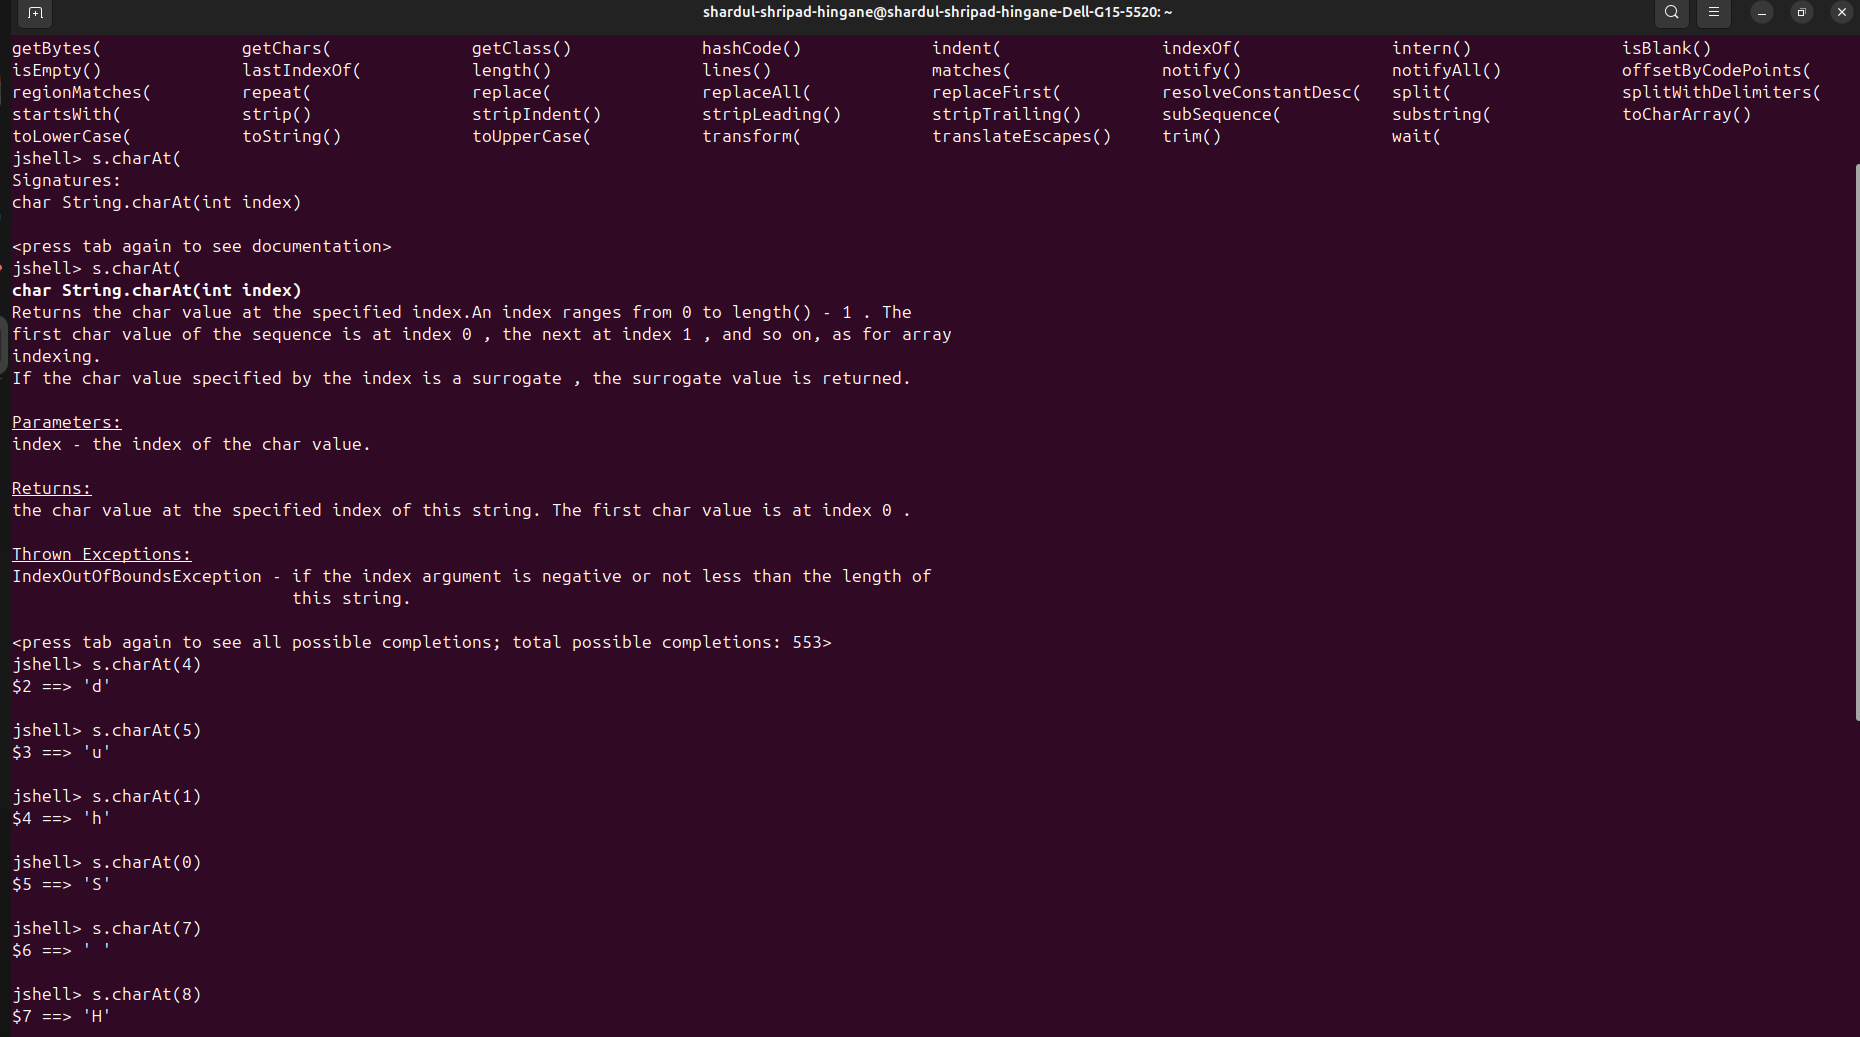 shardul-shripad-hingane@shardul-shripad-hingane-Dell-G15-5520: ~
getBytes( getChars( getClass() hashCode() indent( indexOf( intern() isBlank()
isEmpty() lastIndexOf( length() lines() matches( notify() notifyAll() offsetByCodePoints(
regionMatches( repeat( replace( replaceAll( replaceFirst( resolveConstantDesc( split( splitWithDelimiters(
startsWith( strip() stripIndent() stripLeading() stripTrailing() subSequence( substring( toCharArray()
toLowerCase( toString() toUpperCase( transform( translateEscapes() trim() wait(
jshell> s.charAt(
Signatures:
char String.charAt(int index)
<press tab again to see documentation>
jshell> s.charAt(
char String.charAt(int index)
Returns the char value at the specified index.An index ranges from 0 to length() - 1 . The
first char value of the sequence is at index 0 , the next at index 1 , and so on, as for array
indexing.
If the char value specified by the index is a surrogate , the surrogate value is returned.
Parameters:
index - the index of the char value.
Returns:
the char value at the specified index of this string. The first char value is at index 0 .
Thrown Exceptions:
IndexOutOfBoundsException - if the index argument is negative or not less than the length of
this string.
<press tab again to see all possible completions; total possible completions: 553>
jshell> s.charAt(4)
$2 ==> 'd'
jshell> s.charAt(5)
$3 ==> 'u'
jshell> s.charAt(1)
$4 ==> 'h'
jshell> s.charAt(0)
$5 ==> 'S'
jshell> s.charAt(7)
$6 ==> ' '
jshell> s.charAt(8)
$7 ==> 'H'